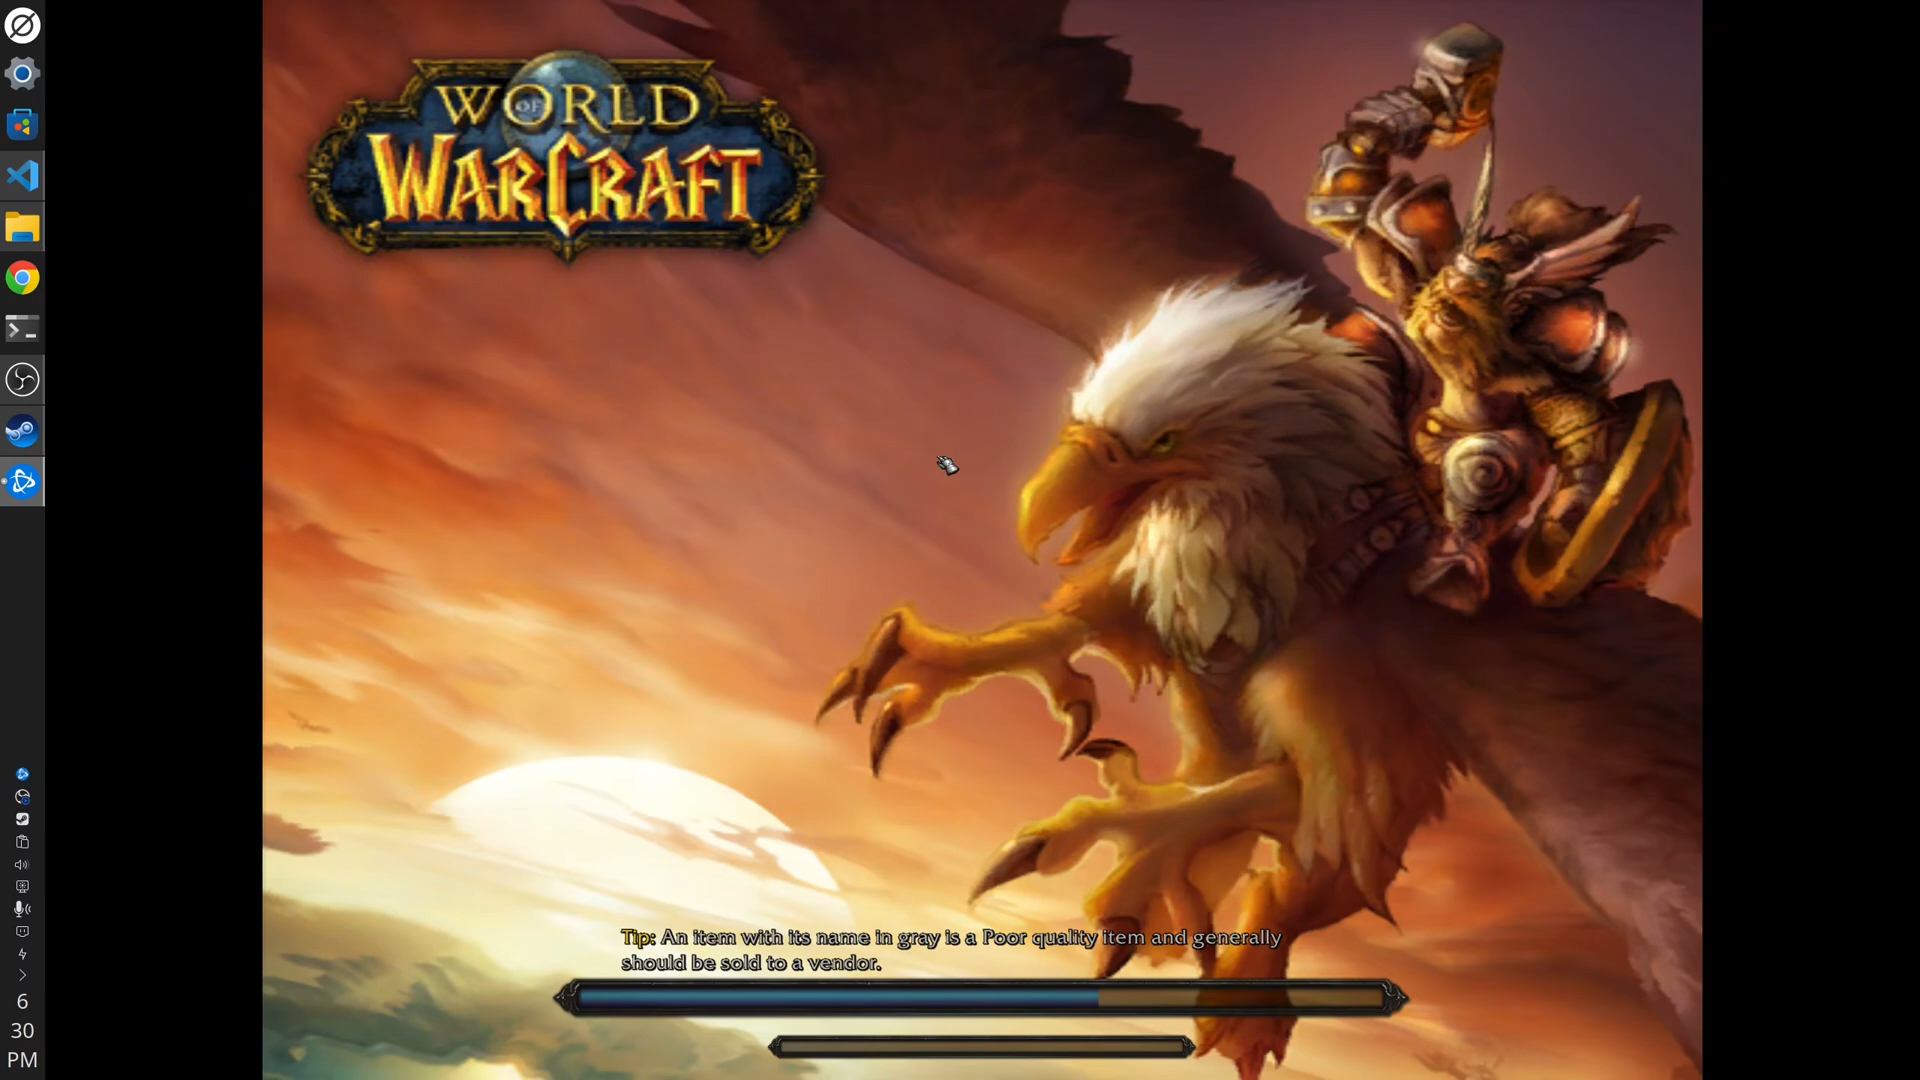 WORLD
OF
WARCRAFT
Tip: An item with its name in gray is a Poor quality item and generally
should be sold to a vendor.
6
30
PM